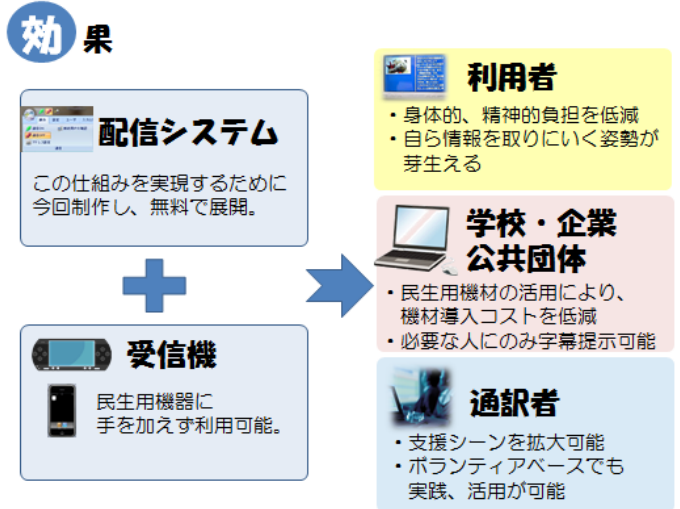 効果
配信システム
この仕組みを実現するために
今回制作し、無料で展開。
受信機
民生用機器に
手を加えず利用可能。
利用者
・身体的、精神的負担を低減
・自ら情報を取りにいく姿勢が
芽生える
学校・企業
公共団体
・民生用機材の活用により、
機材導入コストを低減
・必要な人にのみ字幕提示可能
通訳者
・支援シーンを拡大可能
・ボランティアベースでも
実践、活用が可能